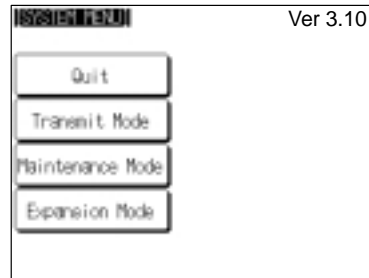 [SYSTEM MENU] Ver 3.10
Quit
Transmit Mode
Maintenance Mode
Expansion Mode